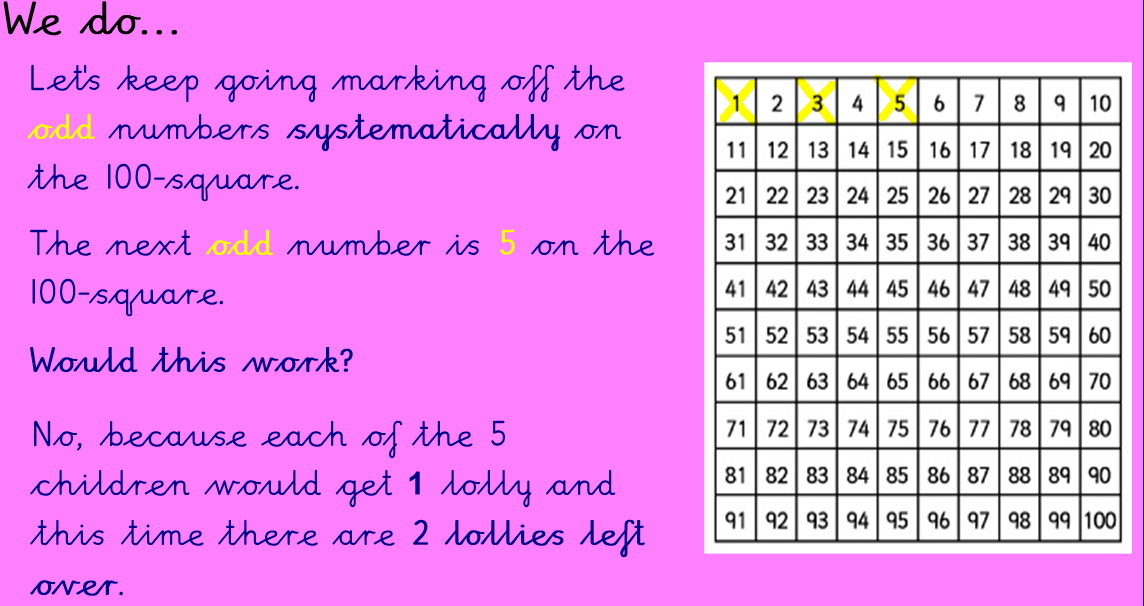 We do...
Let's keep going marking off the
odd numbers systematically on
the 100-square.
The next odd number is 5 on the
100-square.
Would this work?
No, because each of the 5
children would get 1 lolly and
this time there are 2 lollies left
over.
1 2 3 4 5 6 7 8 9 10
11 12 13 14 15 16 17 18 19 20
21 22 23 24 25 26 27 28 29 30
31 32 33 34 35 36 37 38 39 40
41 42 43 44 45 46 47 48 49 50
51 52 53 54 55 56 57 58 59 60
61 62 63 64 65 66 67 68 69 70
71 72 73 74 75 76 77 78 79 80
81 82 83 84 85 86 87 88 89 90
91 92 93 94 95 96 97 98 99 100